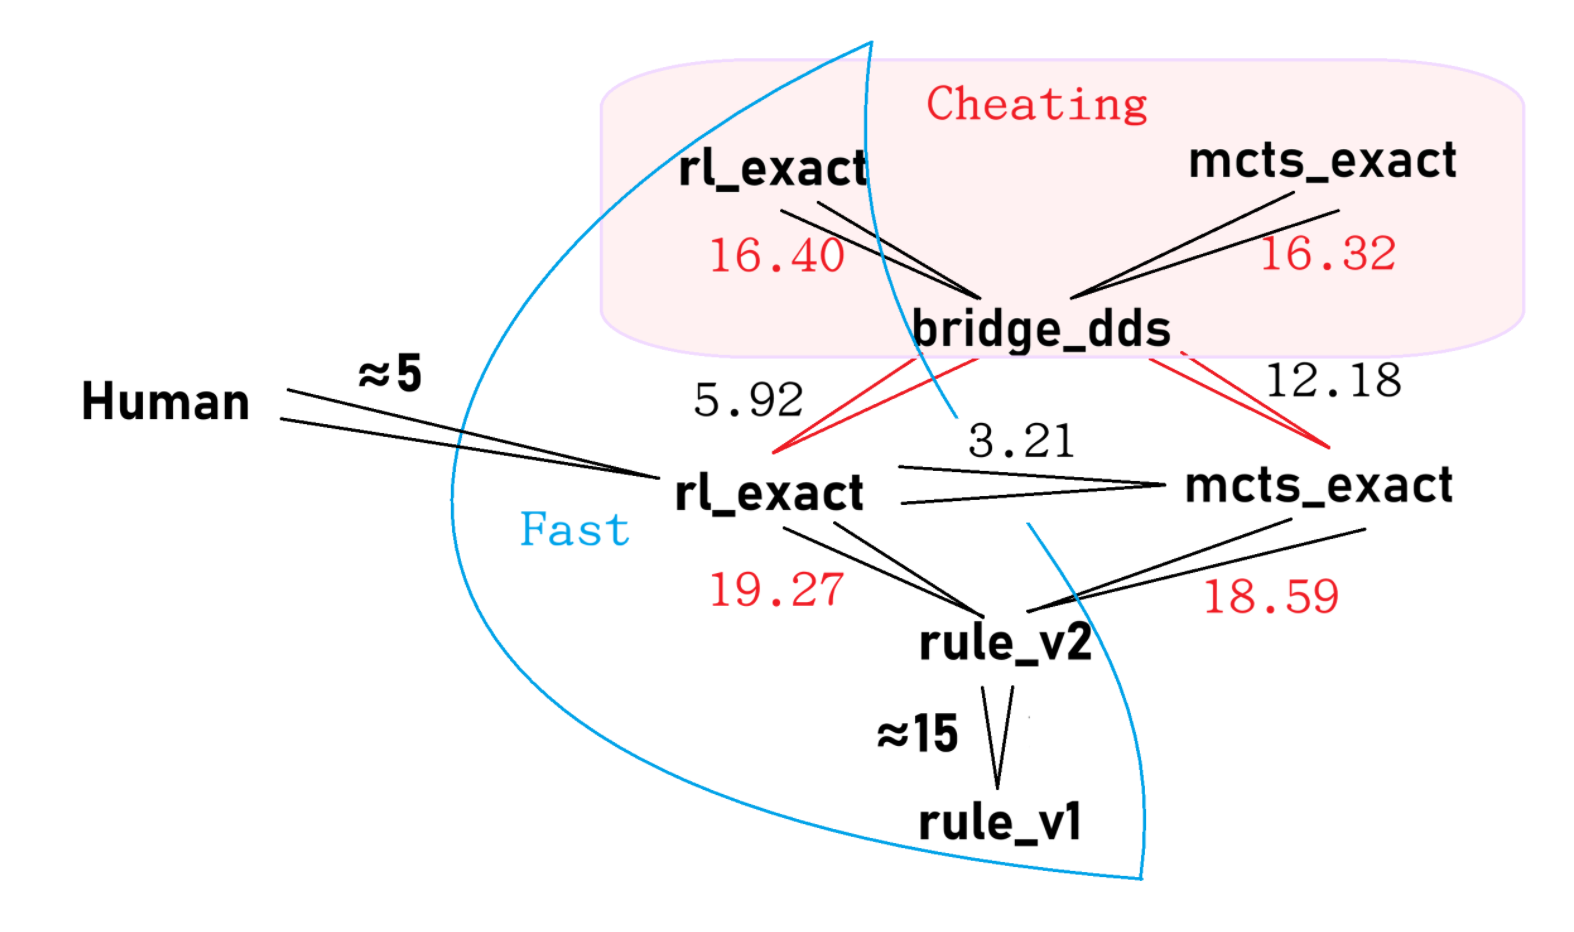 Cheating
rl_exact
mcts_exact
16.40
16.32
bridge_dds
Human
≈5
5.92
12.18
3.21
rl_exact
mcts_exact
Fast
19.27
18.59
rule_v2
≈15
rule_v1